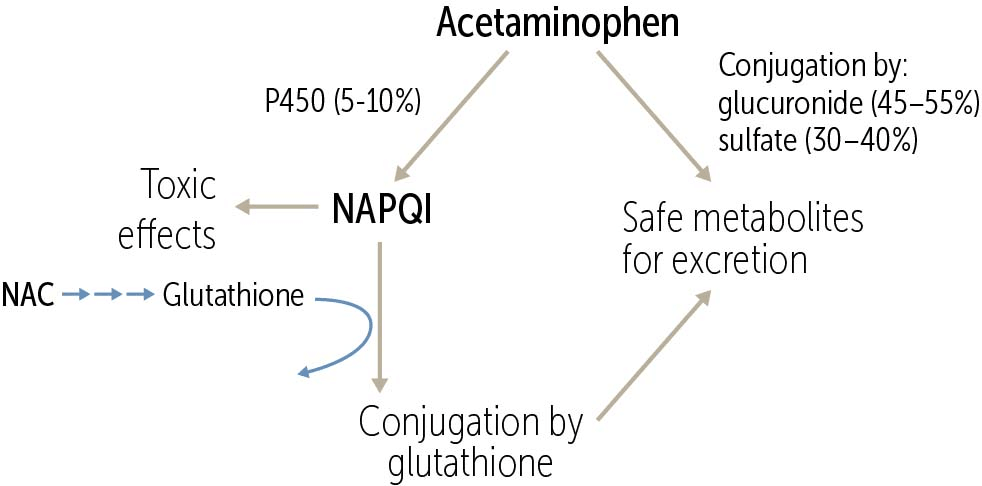 Acetaminophen
P450 (5-10%)
Conjugation by:
glucuronide (45–55%)
sulfate (30–40%)
Toxic
effects
NAPQI
Safe metabolites
for excretion
NAC
Glutathione
Conjugation by
glutathione